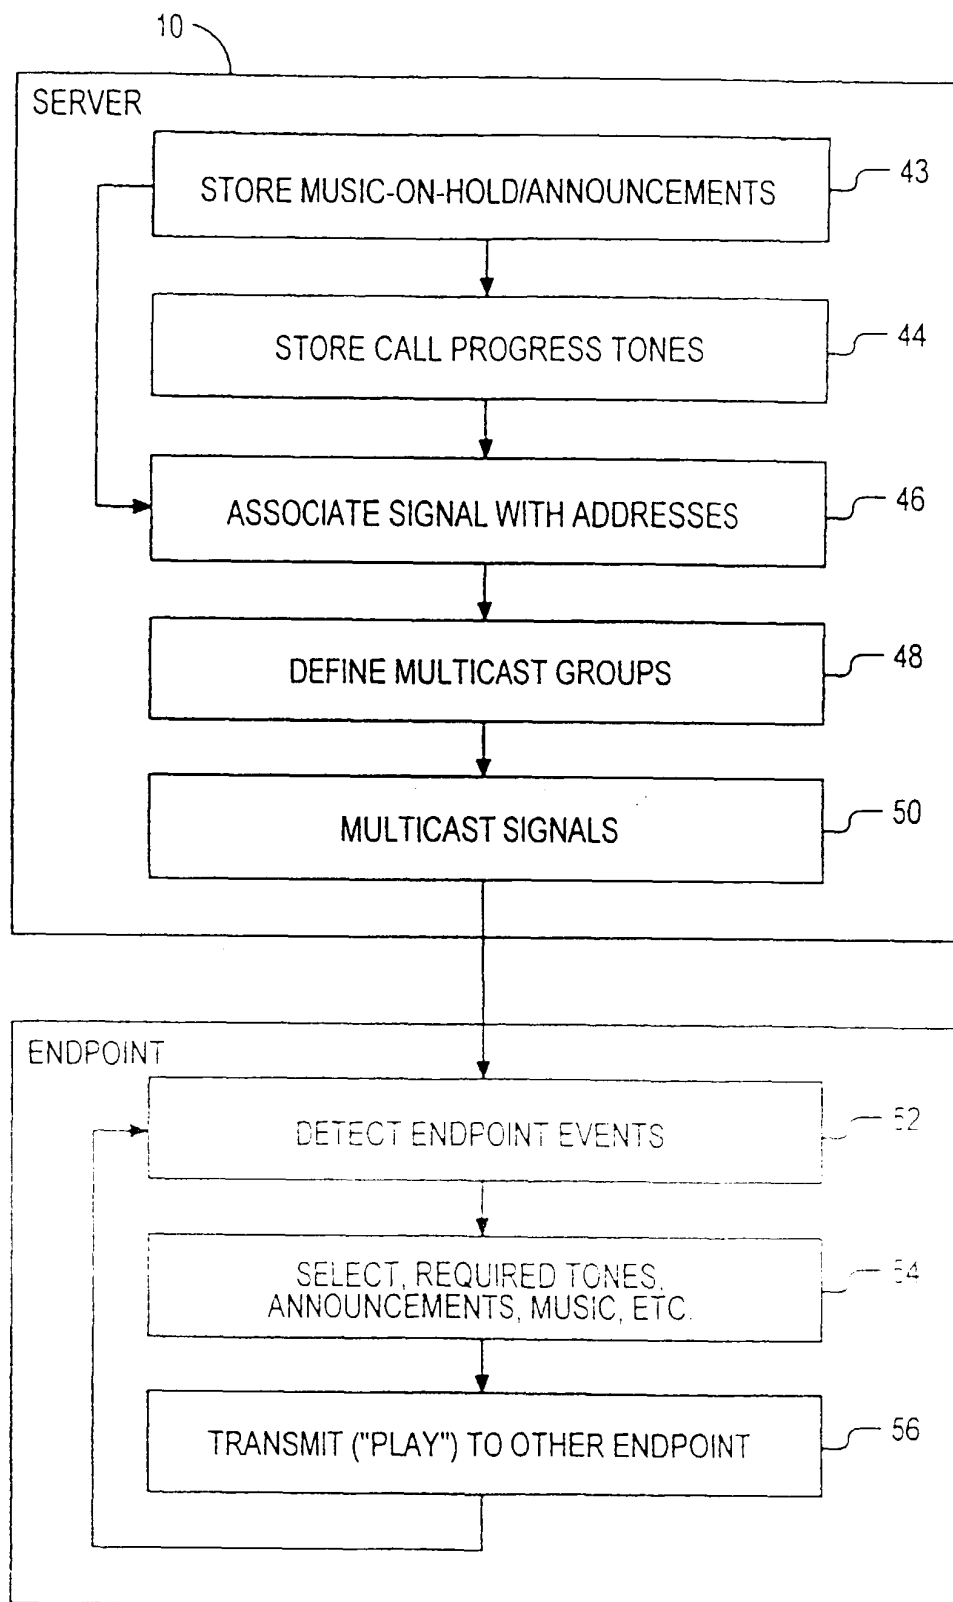 10
SERVER
STORE MUSIC-ON-HOLD/ANNOUNCEMENTS
43
STORE CALL PROGRESS TONES
44
ASSOCIATE SIGNAL WITH ADDRESSES
46
DEFINE MULTICAST GROUPS
48
MULTICAST SIGNALS
50
ENDPOINT
DETECT ENDPOINT EVENTS
52
SELECT, REQUIRED TONES,
ANNOUNCEMENTS, MUSIC, ETC.
54
TRANSMIT ("PLAY") TO OTHER ENDPOINT
56